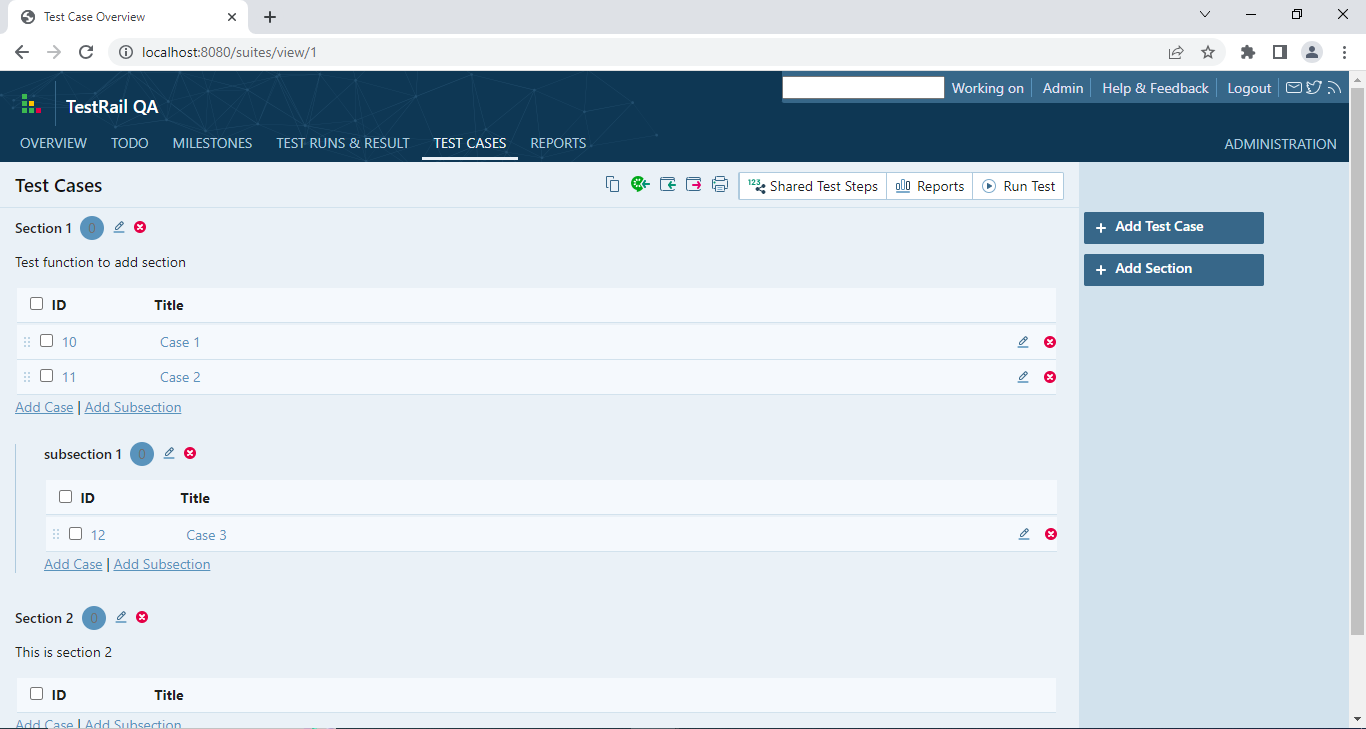 Test Case Overview
localhost:8080/suites/view/1
Working on Admin Help & Feedback Logout
TestRail QA
OVERVIEW TODO MILESTONES TEST RUNS & RESULT TEST CASES REPORTS ADMINISTRATION
Test Cases 123 Shared Test Steps Reports Run Test
Section 1 0
Add Test Case
Test function to add section
Add Section
ID Title
10 Case 1
11 Case 2
Add Case | Add Subsection
subsection 1 0
ID Title
12 Case 3
Add Case | Add Subsection
Section 2 0
This is section 2
ID Title
Add Case | Add Subsection